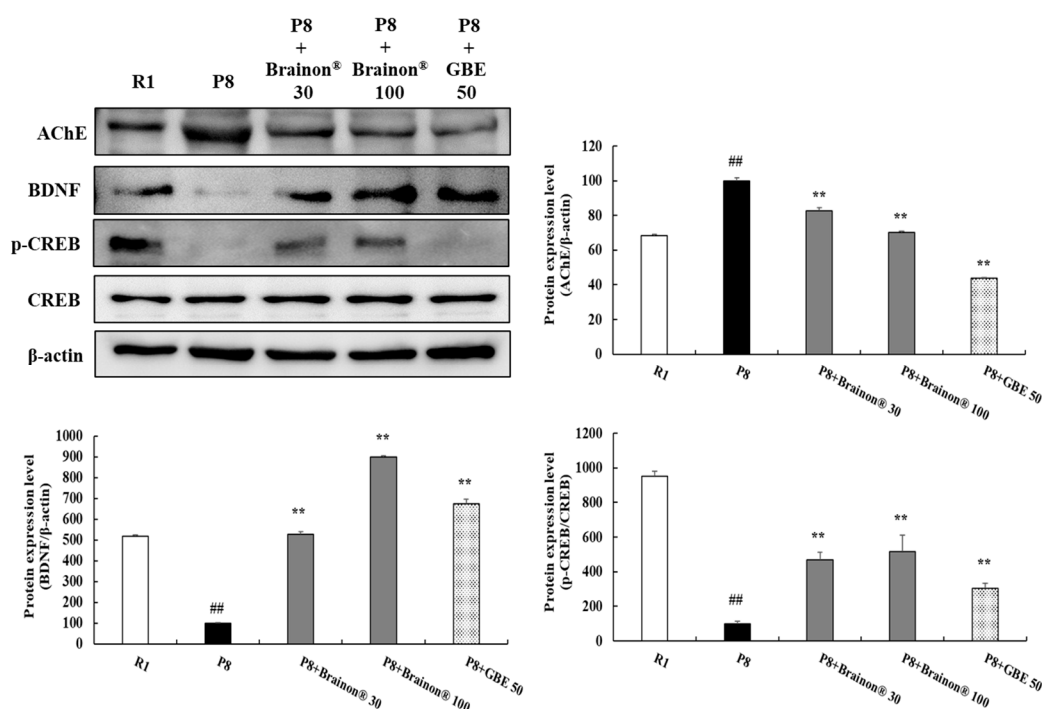 P8
+
Brainon®
30
P8
+
Brainon®
100
P8
+
GBE
50
R1
P8
AChE
BDNF
p-CREB
CREB
β-actin
Protein expression level
(AChE/β-actin)
120
100
80
60
40
20
0
##
**
**
**
R1
P8
P8+Brainon® 30
P8+Brainon® 100
P8+GBE 50
Protein expression level
(BDNF/β-actin)
1000
900
800
700
600
500
400
300
200
100
0
##
**
**
**
R1
P8
P8+Brainon® 30
P8+Brainon® 100
P8+GBE 50
Protein expression level
(p-CREB/CREB)
1200
1000
800
600
400
200
0
##
**
**
**
R1
P8
P8+Brainon® 30
P8+Brainon® 100
P8+GBE 50